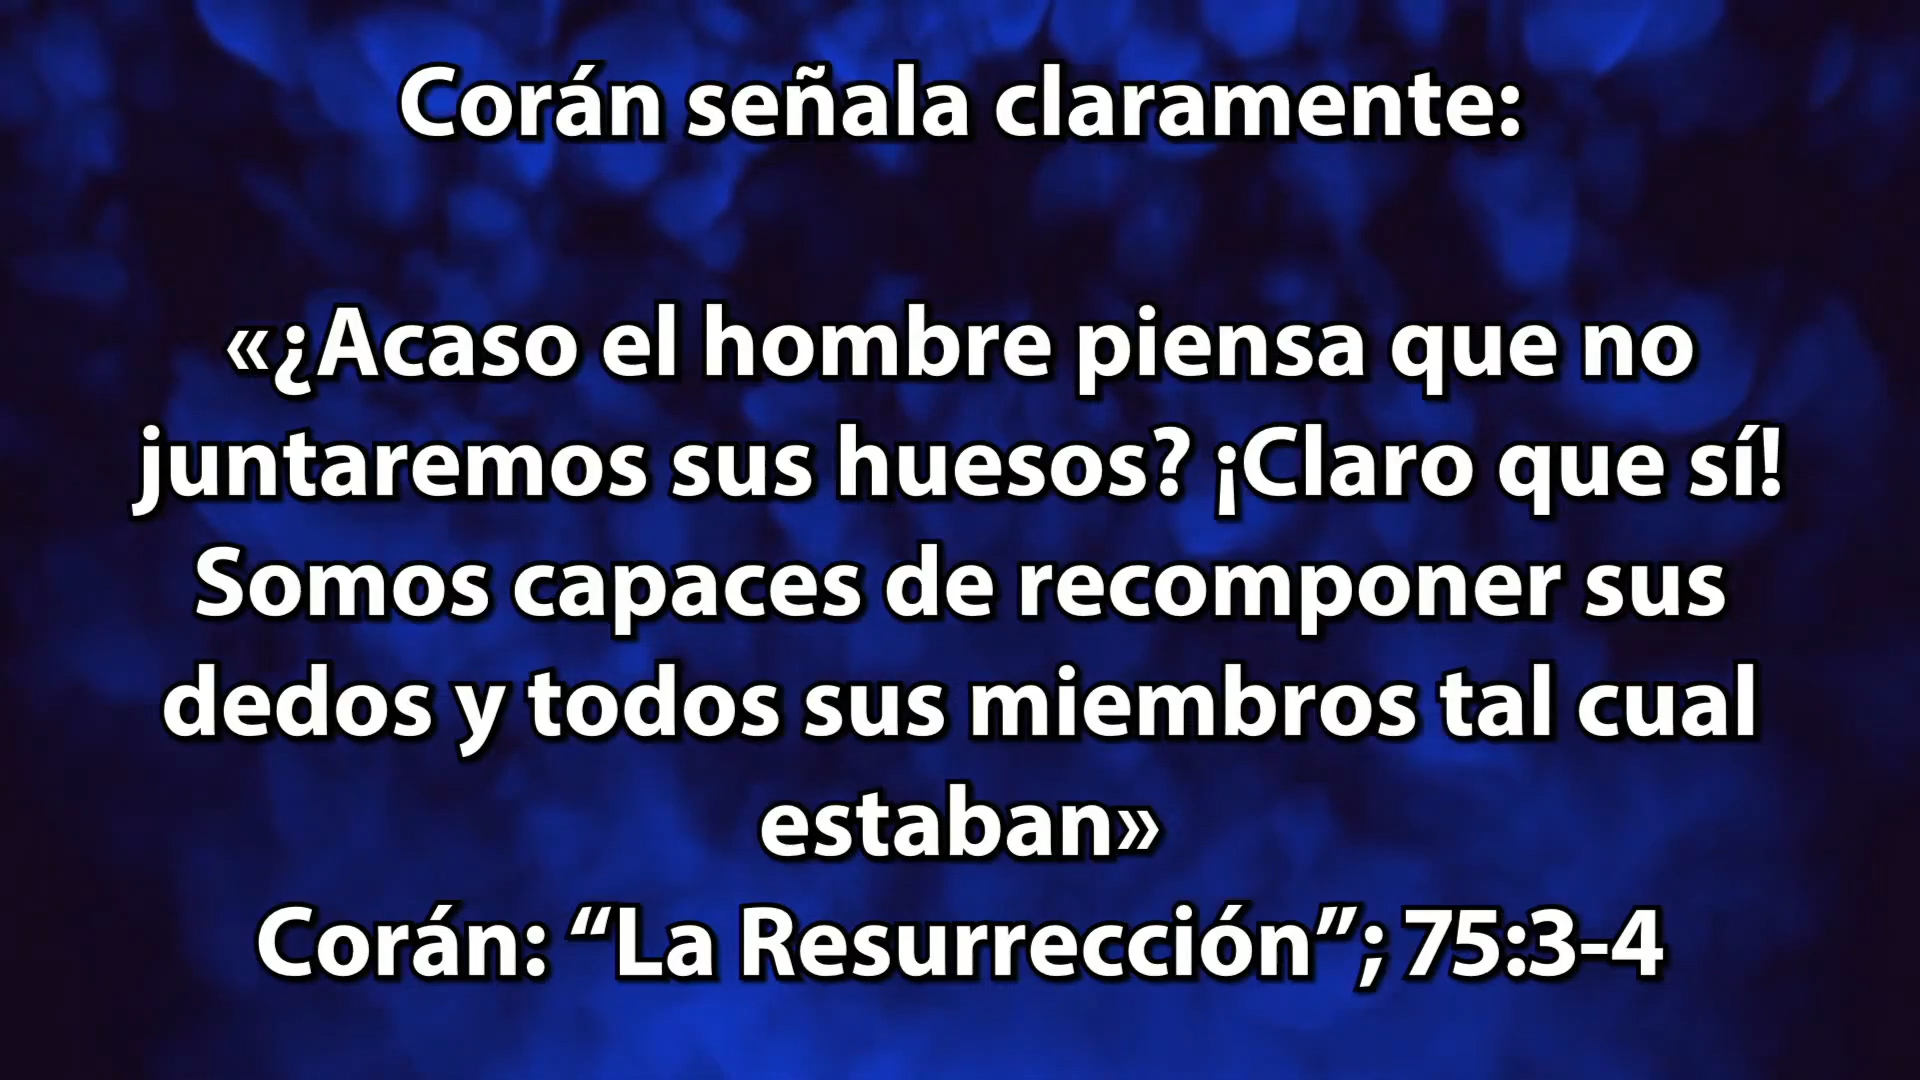 Corán señala claramente:
«¿Acaso el hombre piensa que no
juntaremos sus huesos? ¡Claro que sí!
Somos capaces de recomponer sus
dedos y todos sus miembros tal cual
estaban»
Corán: “La Resurrección”; 75:3-4